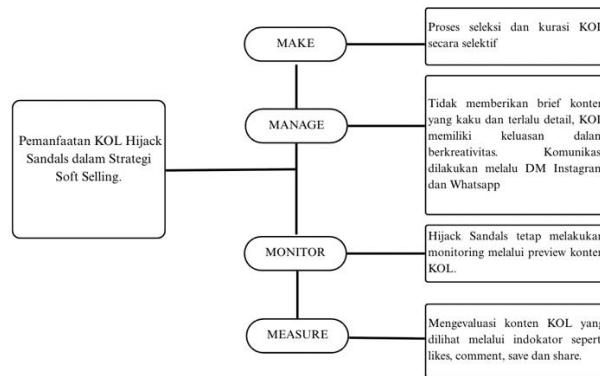 Pemanfaatan KOL Hijack
Sandals dalam Strategi
Soft Selling.
MAKE
Proses seleksi dan kurasi KOL
secara selektif
MANAGE
Tidak memberikan brief konten
yang kaku dan terlalu detail, KOL
memiliki keluasan dalam
berkreativitas. Komunikasi
dilakukan melalu DM Instagram
dan Whatsapp
MONITOR
Hijack Sandals tetap melakukan
monitoring melalui preview konten
KOL.
MEASURE
Mengevaluasi konten KOL yang
dilihat melalui indokator seperti
likes, comment, save dan share.